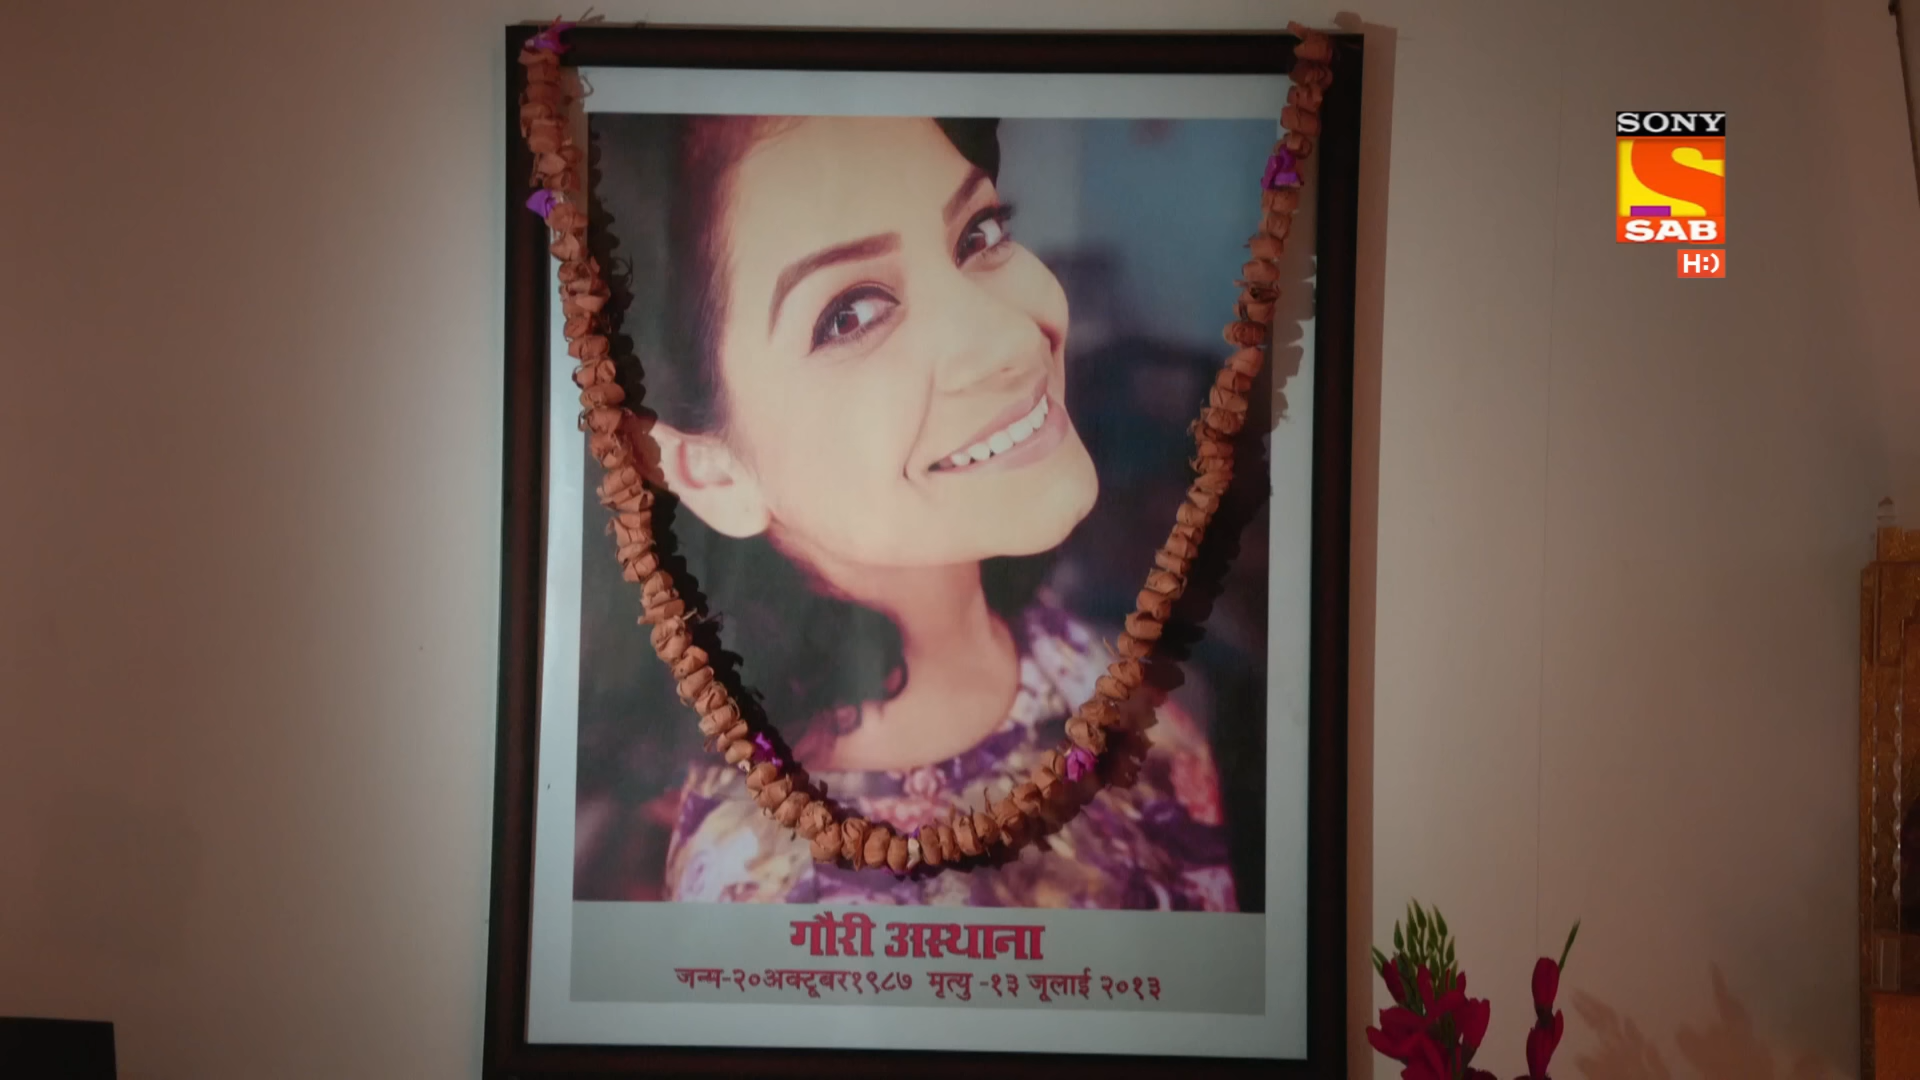 SONY
SAB
H:)
गौरी अस्थाना
जन्म-२०अक्टूबर१९८७ मृत्यु -१३ जूलाई २०१३